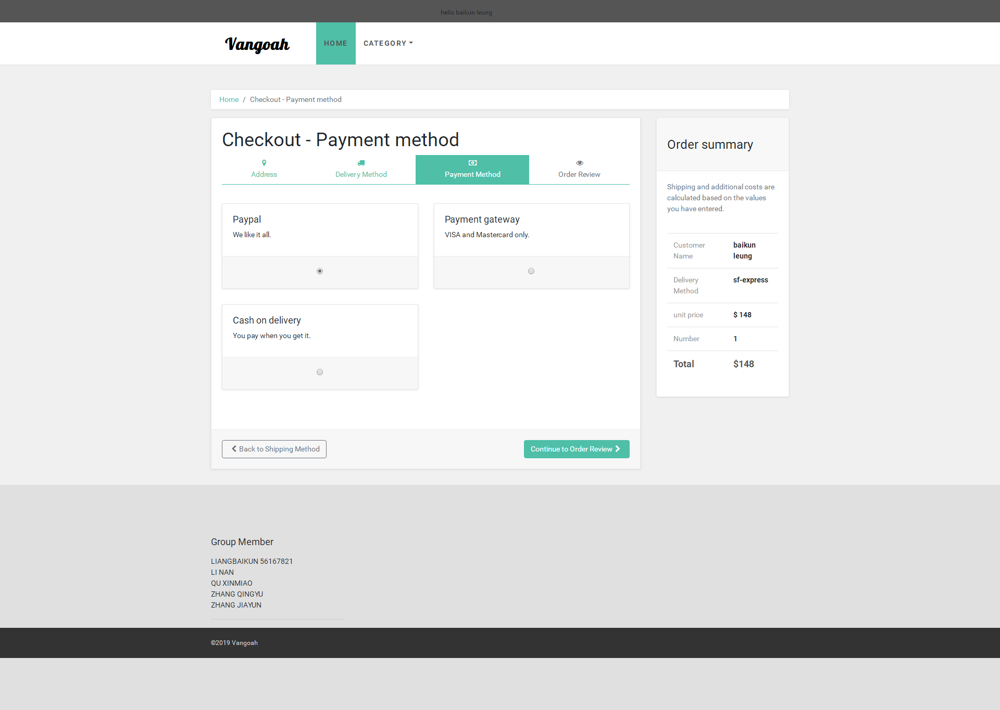 hello baikun leung
Vangoah
HOME
CATEGORY
Home / Checkout - Payment method
Checkout - Payment method
Address
Delivery Method
Payment Method
Order Review
Paypal
We like it all.
Payment gateway
VISA and Mastercard only.
Cash on delivery
You pay when you get it.
Back to Shipping Method
Continue to Order Review
Order summary
Shipping and additional costs are
calculated based on the values
you have entered.
Customer
Name
baikun
leung
Delivery
Method
sf-express
unit price
$ 148
Number
1
Total
$148
Group Member
LIANGBAIKUN 56167821
LI NAN
QU XINMIAO
ZHANG QINGYU
ZHANG JIAYUN
©2019 Vangoah